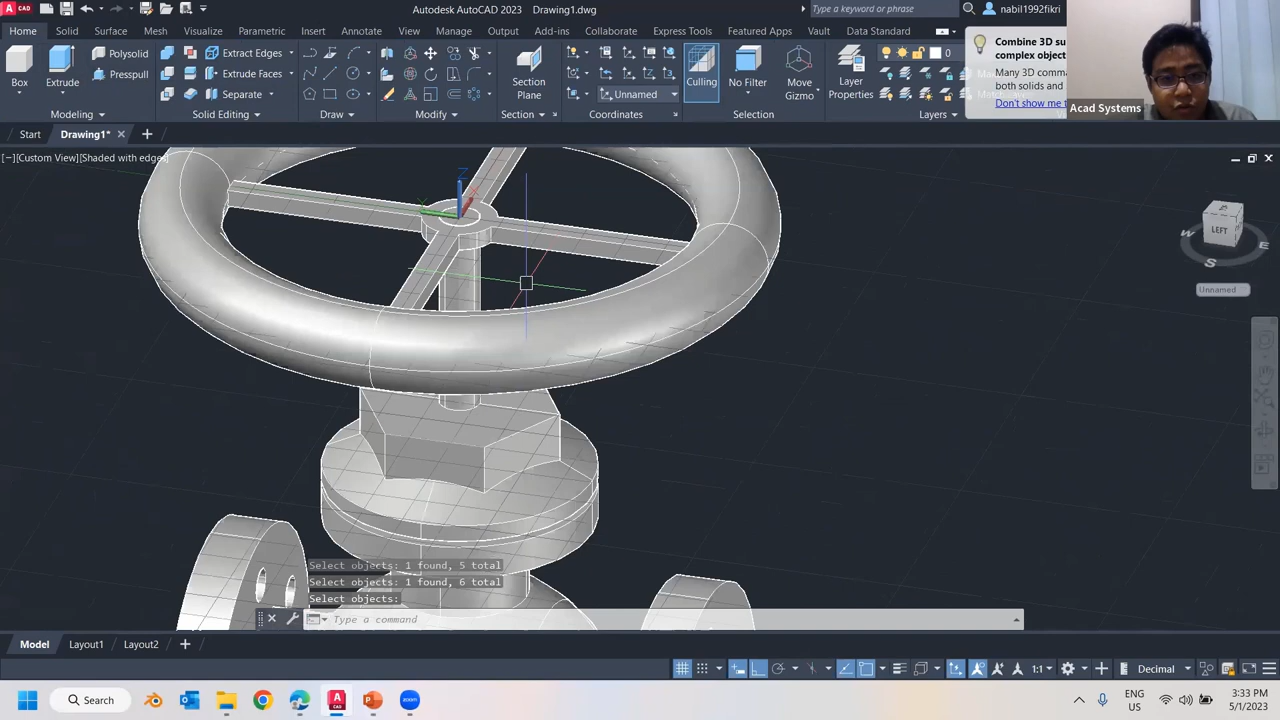 CAD
Autodesk AutoCAD 2023 Drawing1.dwg
Type a keyword or phrase
nabil1992fikri
Home Solid Surface Mesh Visualize Parametric Insert Annotate View Manage Output Add-ins Collaborate Express Tools Featured Apps Vault Data Standard
Box
Extrude
Polysolid
Presspull
Modeling
Extract Edges
Extrude Faces
Separate
Solid Editing
Draw
Modify
Section
Plane
Section
Unnamed
Coordinates
Culling
No Filter
Move
Gizmo
Selection
Layer
Properties
0
Layers
Combine 3D su
complex object
Many 3D comma
both solids and
Don't show me t
Acad Systems
Start
Drawing1*
[−][Custom View][Shaded with edges]
Z
Y
X
W
LEFT
E
S
Unnamed
Select objects: 1 found, 5 total
Select objects: 1 found, 6 total
Select objects:
Type a command
Model Layout1 Layout2
1:1
Decimal
Search
zoom
ENG
US
3:33 PM
5/1/2023